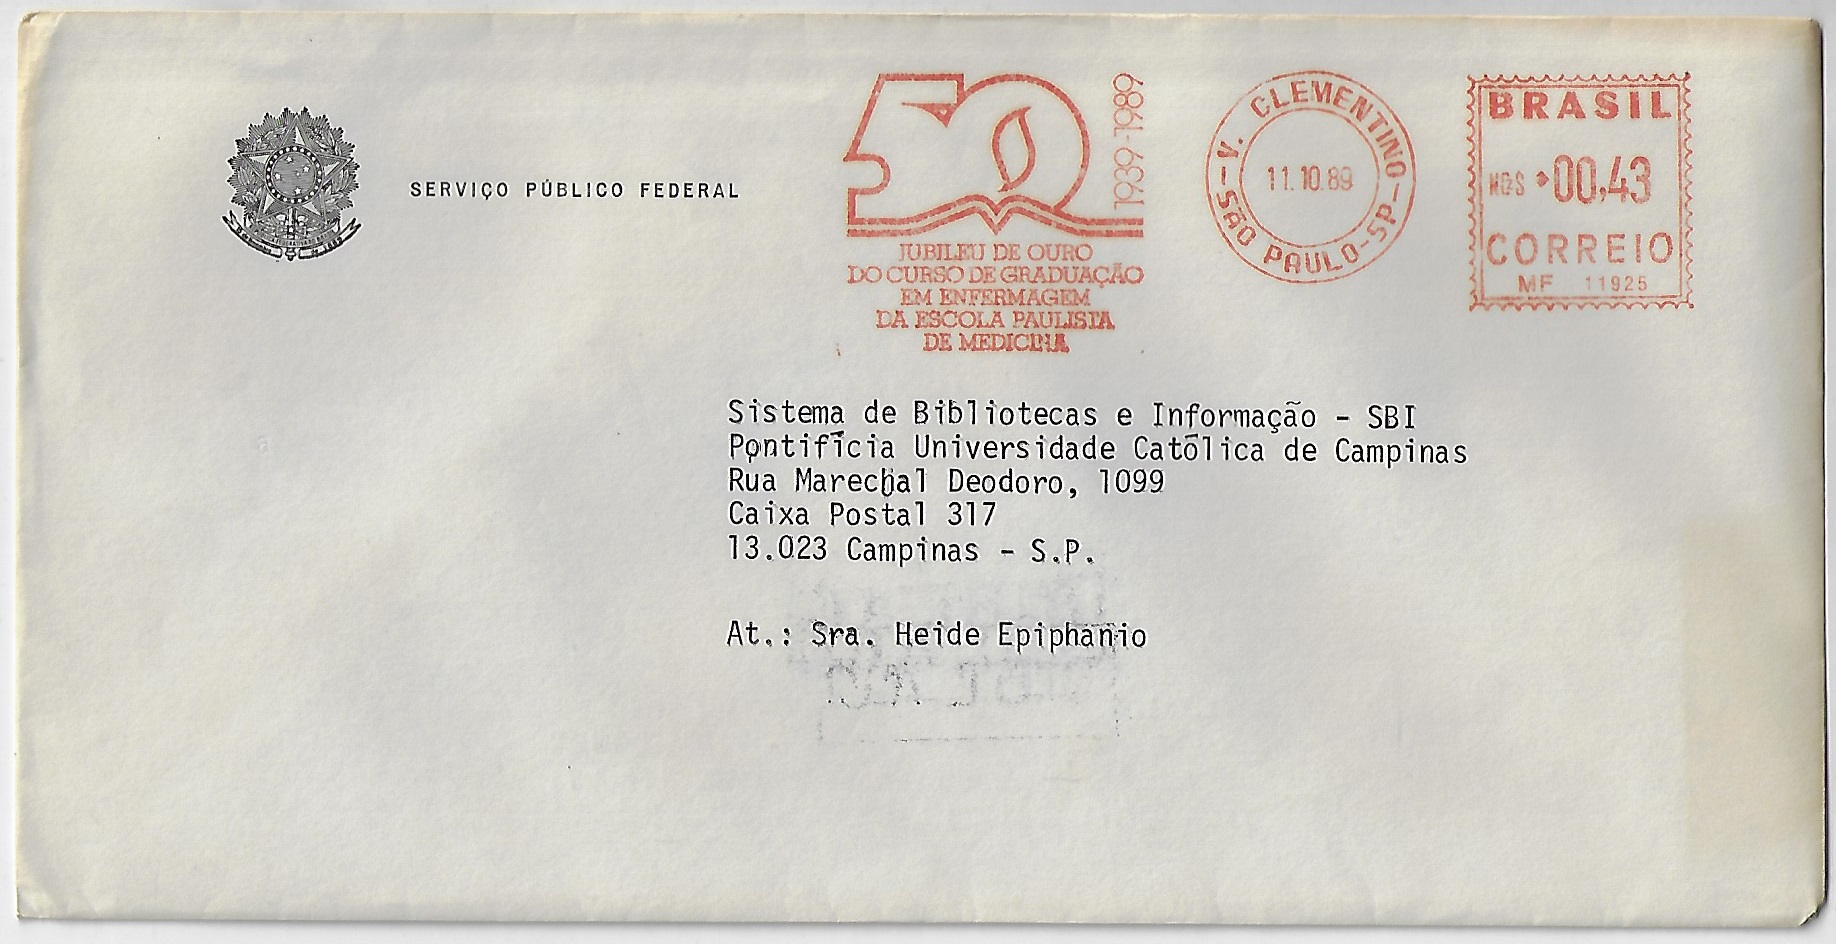 SERVIÇO PÚBLICO FEDERAL
50
1939-1989
JUBILEU DE OURO
DO CURSO DE GRADUAÇÃO
EM ENFERMAGEM
DA ESCOLA PAULISTA
DE MEDICINA
V. CLEMENTINO
11.10.89
SÃO PAULO-SP
BRASIL
NCz$ 00,43
CORREIO
MF 11925
Sistema de Bibliotecas e Informação - SBI
Pontifícia Universidade Católica de Campinas
Rua Marechal Deodoro, 1099
Caixa Postal 317
13.023 Campinas - S.P.
At.: Sra. Heide Epiphanio